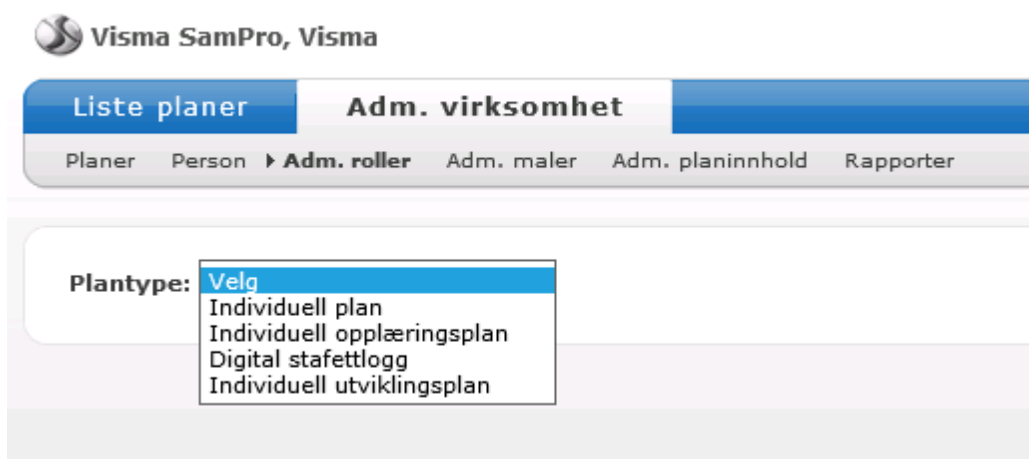 Visma SamPro, Visma
Liste planer Adm. virksomhet
Planer Person Adm. roller Adm. maler Adm. planinnhold Rapporter
Plantype: Velg
Individuell plan
Individuell opplæringsplan
Digital stafettlogg
Individuell utviklingsplan